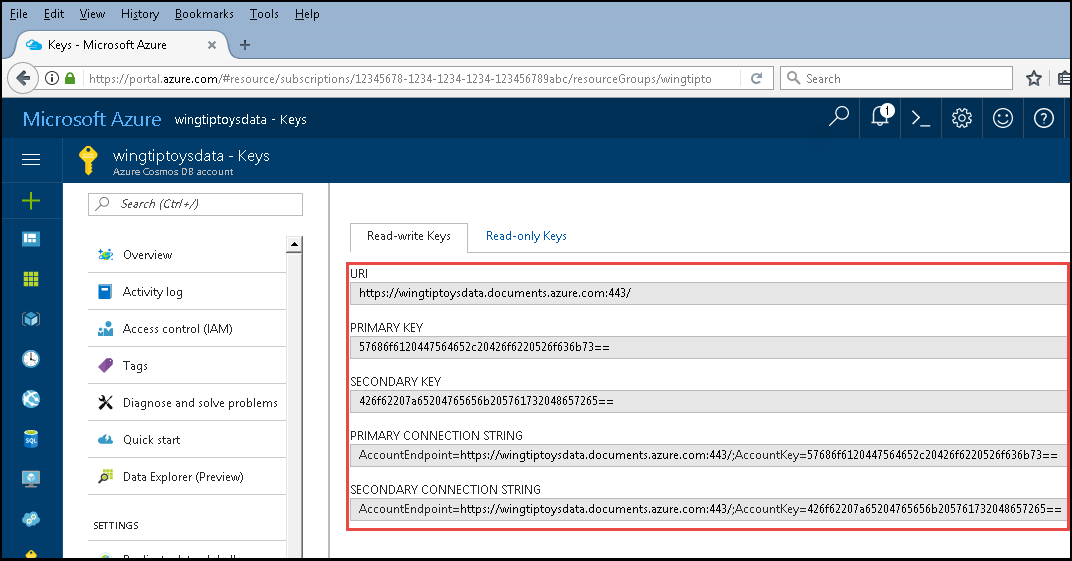 File Edit View History Bookmarks Tools Help
Keys - Microsoft Azure
https://portal.azure.com/#resource/subscriptions/12345678-1234-1234-1234-123456789abc/resourceGroups/wingtipto
Search
Microsoft Azure wingtiptoysdata - Keys
1
wingtiptoysdata - Keys
Azure Cosmos DB account
Search (Ctrl+/)
Overview
Activity log
Access control (IAM)
Tags
Diagnose and solve problems
Quick start
Data Explorer (Preview)
SETTINGS
Read-write Keys Read-only Keys
URI
https://wingtiptoysdata.documents.azure.com:443/
PRIMARY KEY
57686f6120447564652c20426f6220526f636b73==
SECONDARY KEY
426f62207a65204765656b205761732048657265==
PRIMARY CONNECTION STRING
AccountEndpoint=https://wingtiptoysdata.documents.azure.com:443/;AccountKey=57686f6120447564652c20426f6220526f636b73==
SECONDARY CONNECTION STRING
AccountEndpoint=https://wingtiptoysdata.documents.azure.com:443/;AccountKey=426f62207a65204765656b205761732048657265==
SQL